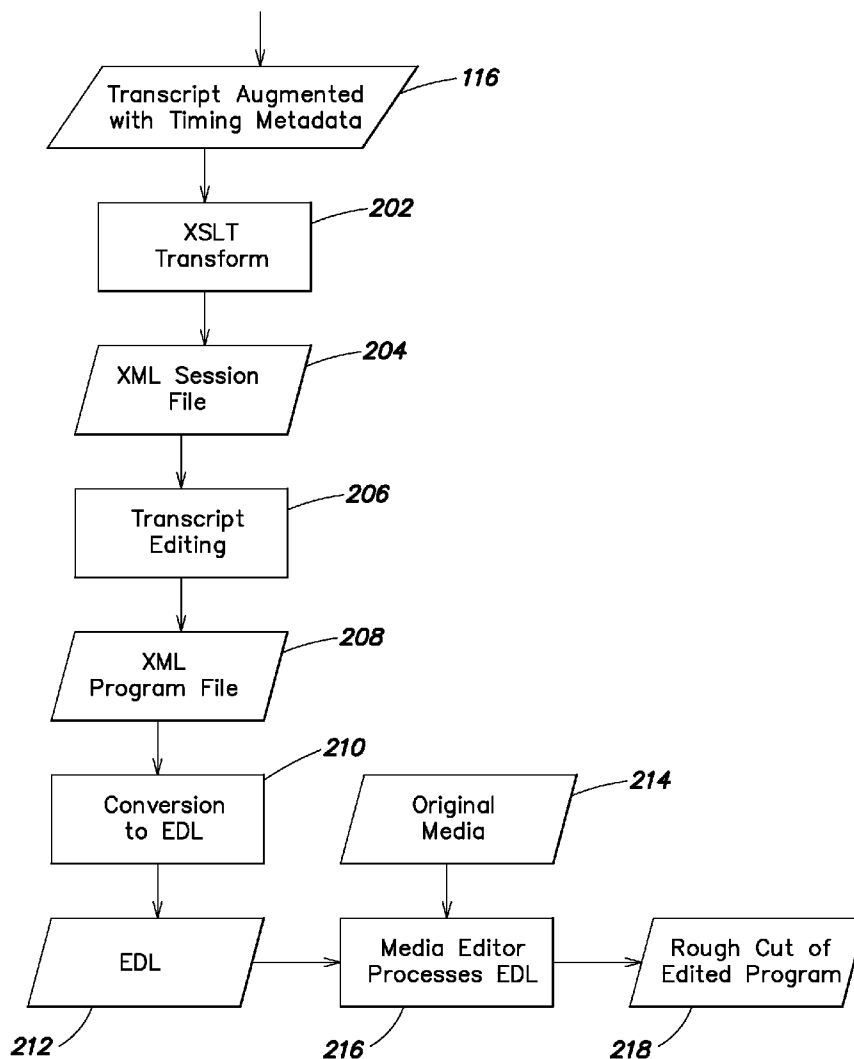 116
Transcript Augmented
with Timing Metadata
202
XSLT
Transform
204
XML Session
File
206
Transcript
Editing
208
XML
Program File
210
Conversion
to EDL
214
Original
Media
EDL
Media Editor
Processes EDL
Rough Cut of
Edited Program
212
216
218